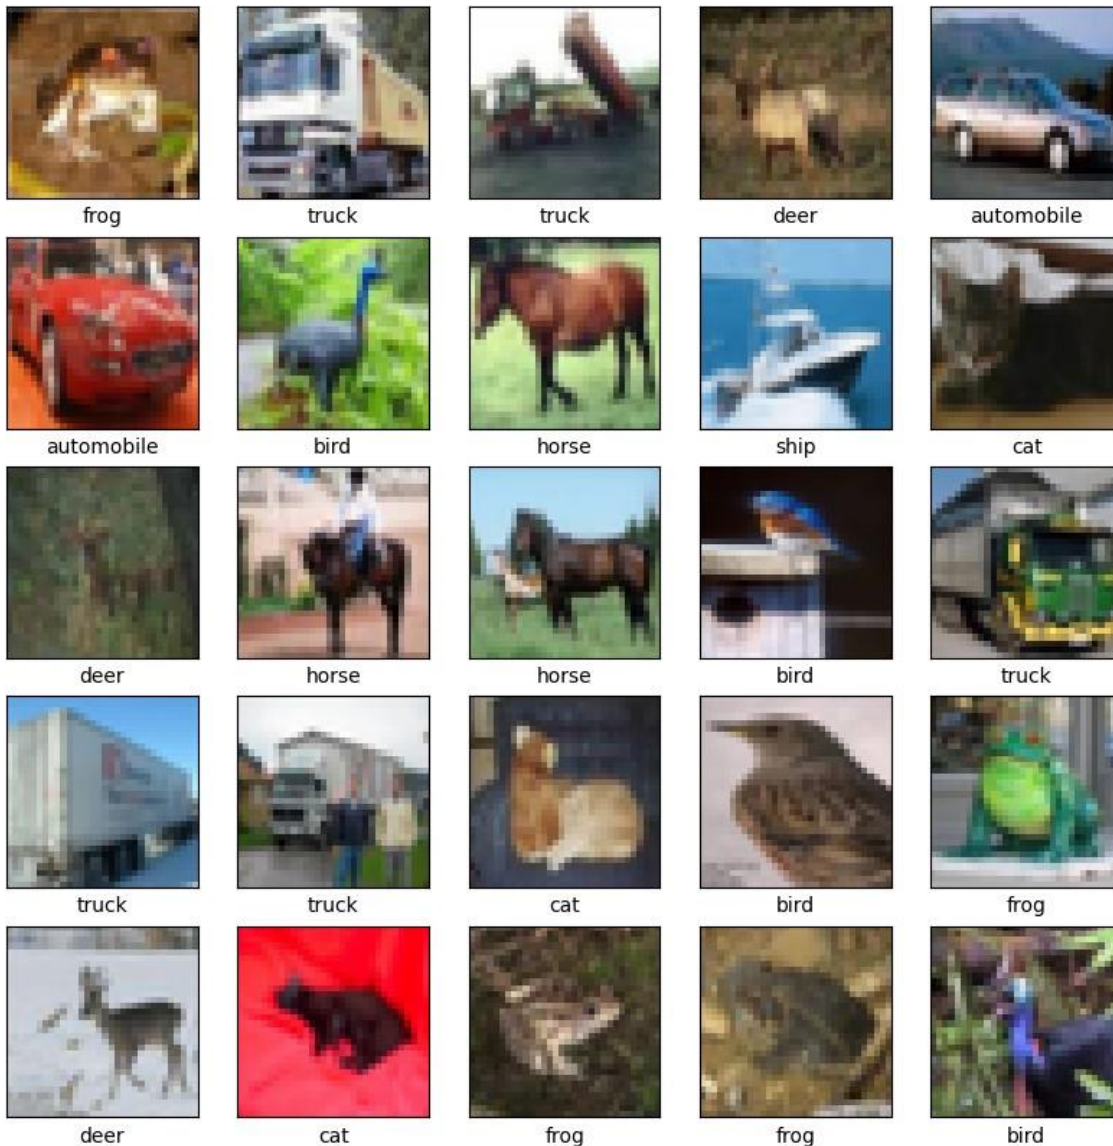 frog truck truck deer automobile
automobile bird horse ship cat
deer horse horse bird truck
truck truck cat bird frog
deer cat frog frog bird